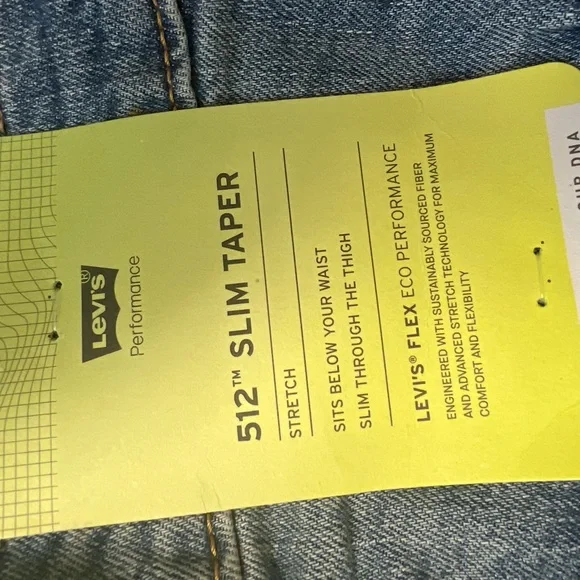 Levi's®
Performance
512™ SLIM TAPER
STRETCH
SITS BELOW YOUR WAIST
SLIM THROUGH THE THIGH
LEVI'S® FLEX ECO PERFORMANCE
ENGINEERED WITH SUSTAINABLY SOURCED FIBER
AND ADVANCED STRETCH TECHNOLOGY FOR MAXIMUM
COMFORT AND FLEXIBILITY
DNA